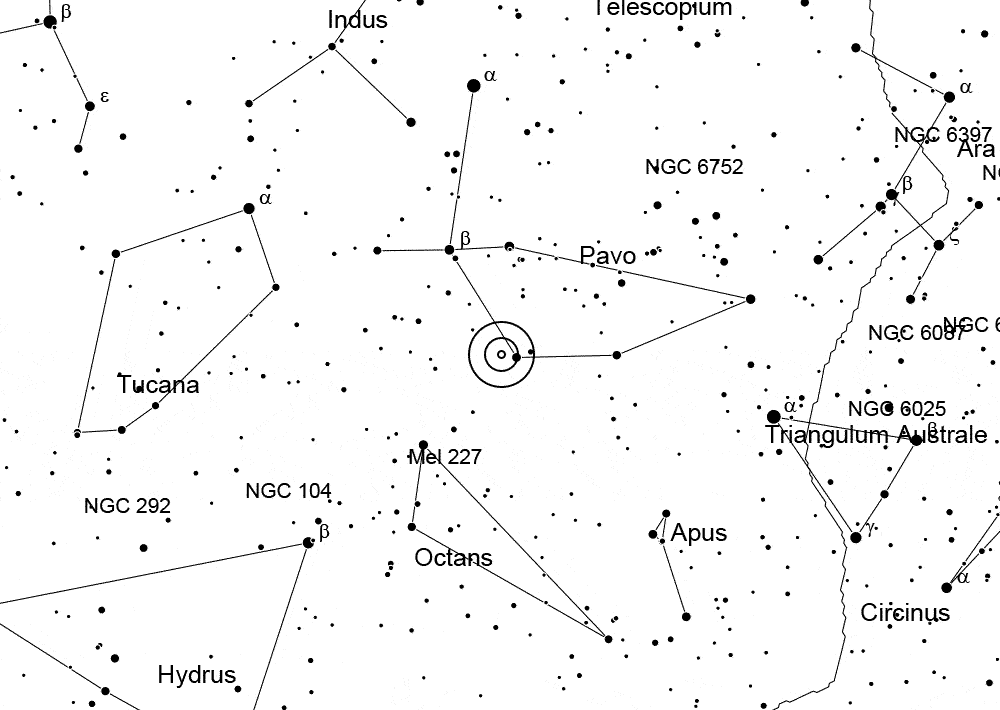 β
Indus
Telescopium
α
ε
α
NGC 6397
Ara
NGC 6752
β
α
β
ζ
Pavo
NGC 6087
Tucana
α
NGC 6025
β
Triangulum Australe
Mel 227
NGC 292
NGC 104
β
γ
Apus
Octans
α
Circinus
Hydrus